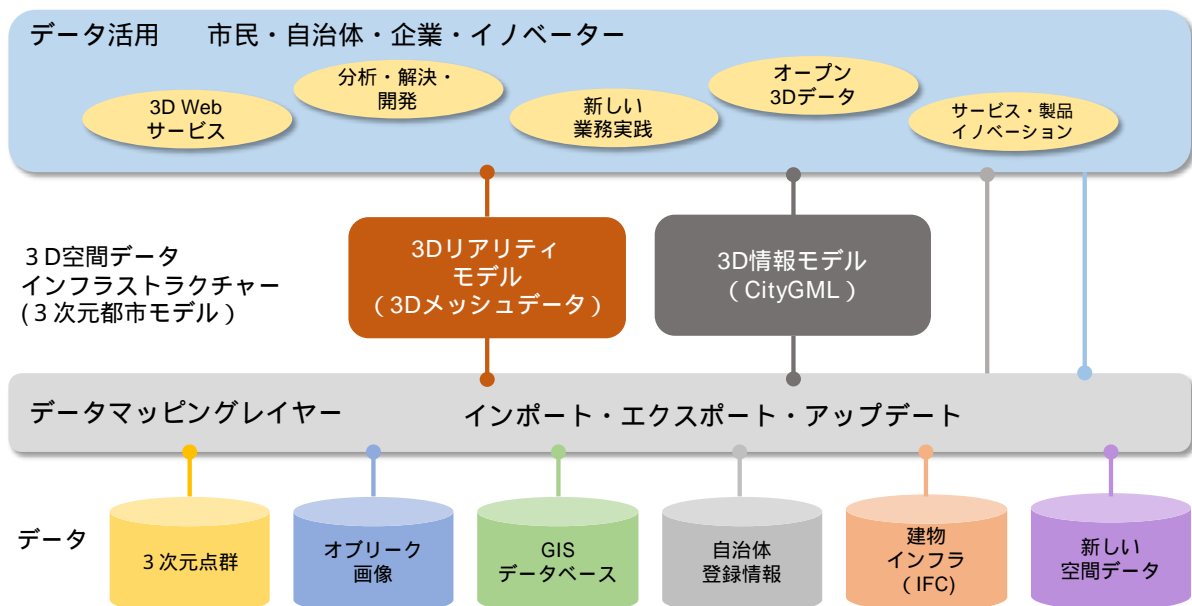 データ活用　　市民・自治体・企業・イノベーター
3D Web
サービス
分析・解決・
開発
新しい
業務実践
オープン
3Dデータ
サービス・製品
イノベーション
３D空間データ
インフラストラクチャー
(３次元都市モデル）
3Dリアリティ
モデル
（3Dメッシュデータ）
3D情報モデル
（CityGML）
データマッピングレイヤー　　インポート・エクスポート・アップデート
データ
３次元点群
オブリーク
画像
GIS
データベース
自治体
登録情報
建物
インフラ
（IFC)
新しい
空間データ